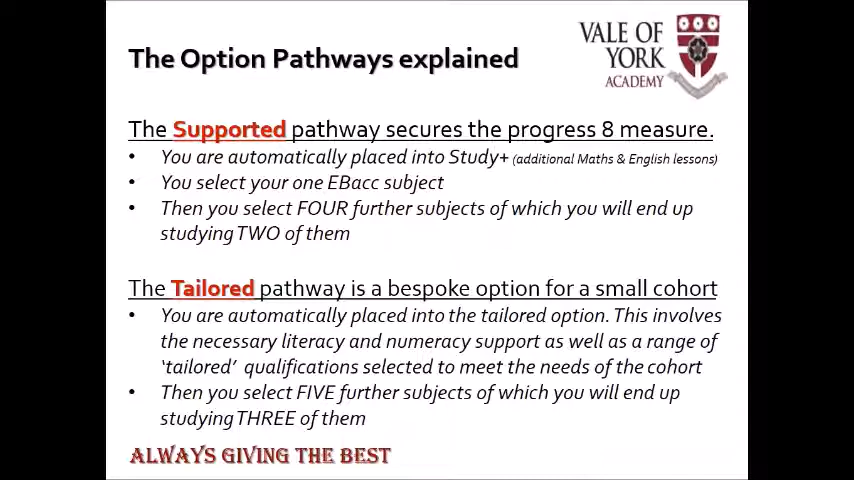 The Option Pathways explained
VALE OF
YORK
ACADEMY
The Supported pathway secures the progress 8 measure.
• You are automatically placed into Study+ (additional Maths & English lessons)
• You select your one EBacc subject
• Then you select FOUR further subjects of which you will end up
studying TWO of them
The Tailored pathway is a bespoke option for a small cohort
• You are automatically placed into the tailored option. This involves
the necessary literacy and numeracy support as well as a range of
‘tailored’ qualifications selected to meet the needs of the cohort
• Then you select FIVE further subjects of which you will end up
studying THREE of them
ALWAYS GIVING THE BEST